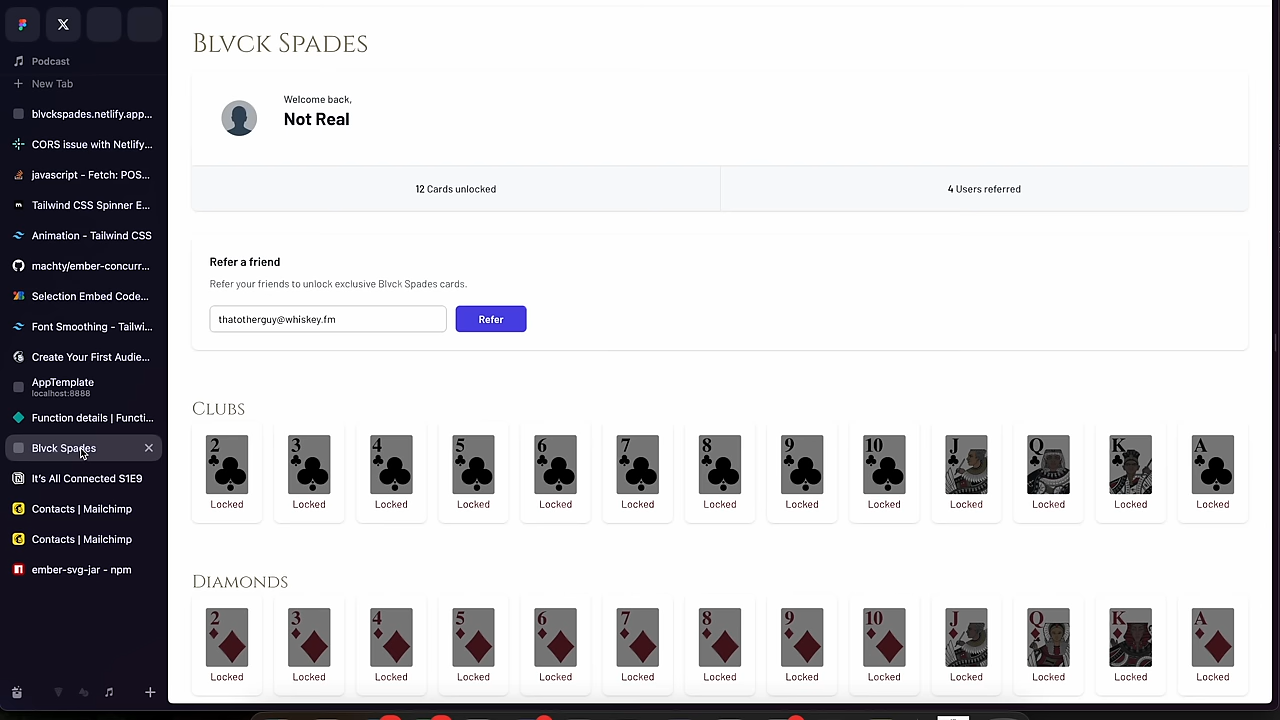 Podcast
New Tab
blvckspades.netlify.app...
CORS issue with Netlify...
javascript - Fetch: POS...
Tailwind CSS Spinner E...
Animation - Tailwind CSS
machty/ember-concurr...
Selection Embed Code...
Font Smoothing - Tailwi...
Create Your First Audie...
AppTemplate
localhost:8888
Function details | Functi...
Blvck Spades
It's All Connected S1E9
Contacts | Mailchimp
Contacts | Mailchimp
ember-svg-jar - npm
Blvck Spades
Welcome back,
Not Real
12 Cards unlocked
4 Users referred
Refer a friend
Refer your friends to unlock exclusive Blvck Spades cards.
thatotherguy@whiskey.fm
Refer
Clubs
2 3 4 5 6 7 8 9 10 J Q K A
Locked Locked Locked Locked Locked Locked Locked Locked Locked Locked Locked Locked Locked
Diamonds
2 3 4 5 6 7 8 9 10 J Q K A
Locked Locked Locked Locked Locked Locked Locked Locked Locked Locked Locked Locked Locked